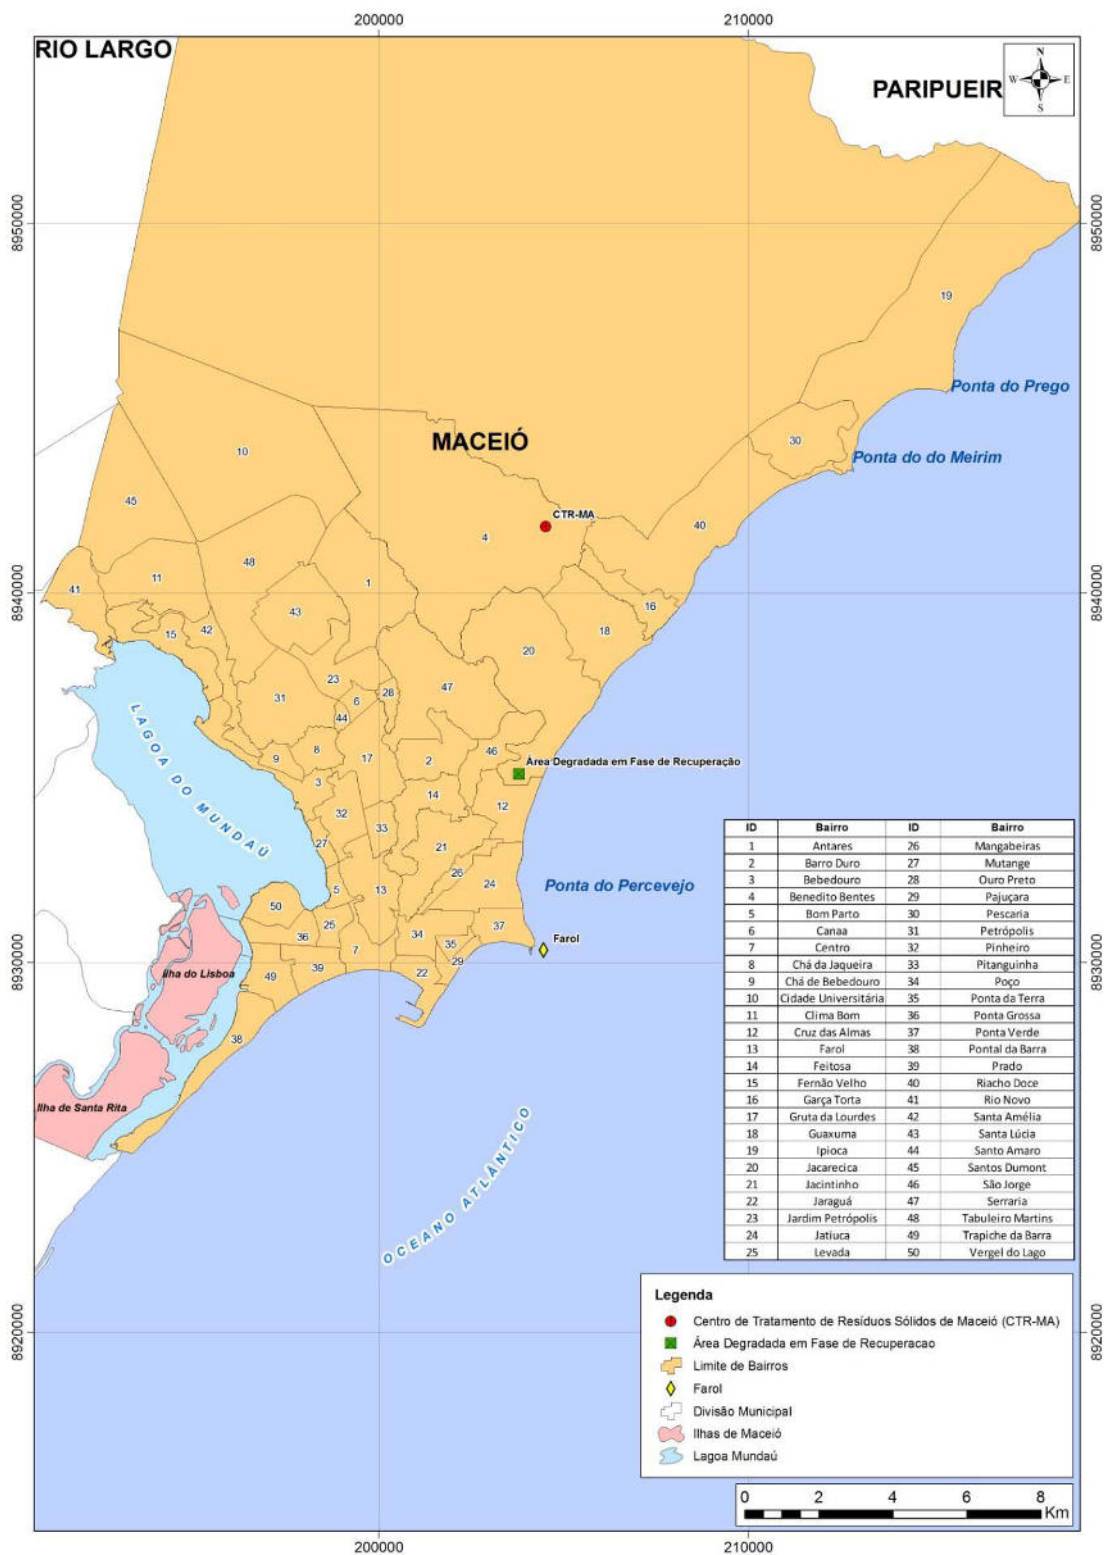 200000
210000
RIO LARGO
PARIPUEIR
N
W
E
S
8950000
8950000
19
Ponta do Prego
MACEIÓ
30
Ponta do do Meirim
10
45
CTR-MA
4
40
48
11
41
1
8940000
8940000
43
16
15
42
18
20
23
47
31
28
6
44
46
8
9
17
2
Área Degradada em Fase de Recuperação
LAGOA DO MUNDAÚ
3
14
12
32
33
27
21
26
24
Ponta do Percevejo
5
13
50
25
37
36
34
35
Farol
7
29
8930000
8930000
Ilha do Lisboa
49
39
22
38
Ilha de Santa Rita
OCEANO ATLÂNTICO
ID Bairro ID Bairro
1 Antares 26 Mangabeiras
2 Barro Duro 27 Mutange
3 Bebedouro 28 Ouro Preto
4 Benedito Bentes 29 Pajuçara
5 Bom Parto 30 Pescaria
6 Canaa 31 Petrópolis
7 Centro 32 Pinheiro
8 Chá da Jaqueira 33 Pitanguinha
9 Chá de Bebedouro 34 Poço
10 Cidade Universitária 35 Ponta da Terra
11 Clima Bom 36 Ponta Grossa
12 Cruz das Almas 37 Ponta Verde
13 Farol 38 Pontal da Barra
14 Feitosa 39 Prado
15 Fernão Velho 40 Riacho Doce
16 Garça Torta 41 Rio Novo
17 Gruta da Lourdes 42 Santa Amélia
18 Guaxuma 43 Santa Lúcia
19 Ipioca 44 Santo Amaro
20 Jacarecica 45 Santos Dumont
21 Jacintinho 46 São Jorge
22 Jaraguá 47 Serraria
23 Jardim Petrópolis 48 Tabuleiro Martins
24 Jatiuca 49 Trapiche da Barra
25 Levada 50 Vergel do Lago
Legenda
Centro de Tratamento de Resíduos Sólidos de Maceió (CTR-MA)
Área Degradada em Fase de Recuperacao
Limite de Bairros
Farol
Divisão Municipal
Ilhas de Maceió
Lagoa Mundaú
8920000
8920000
0 2 4 6 8
Km
200000
210000